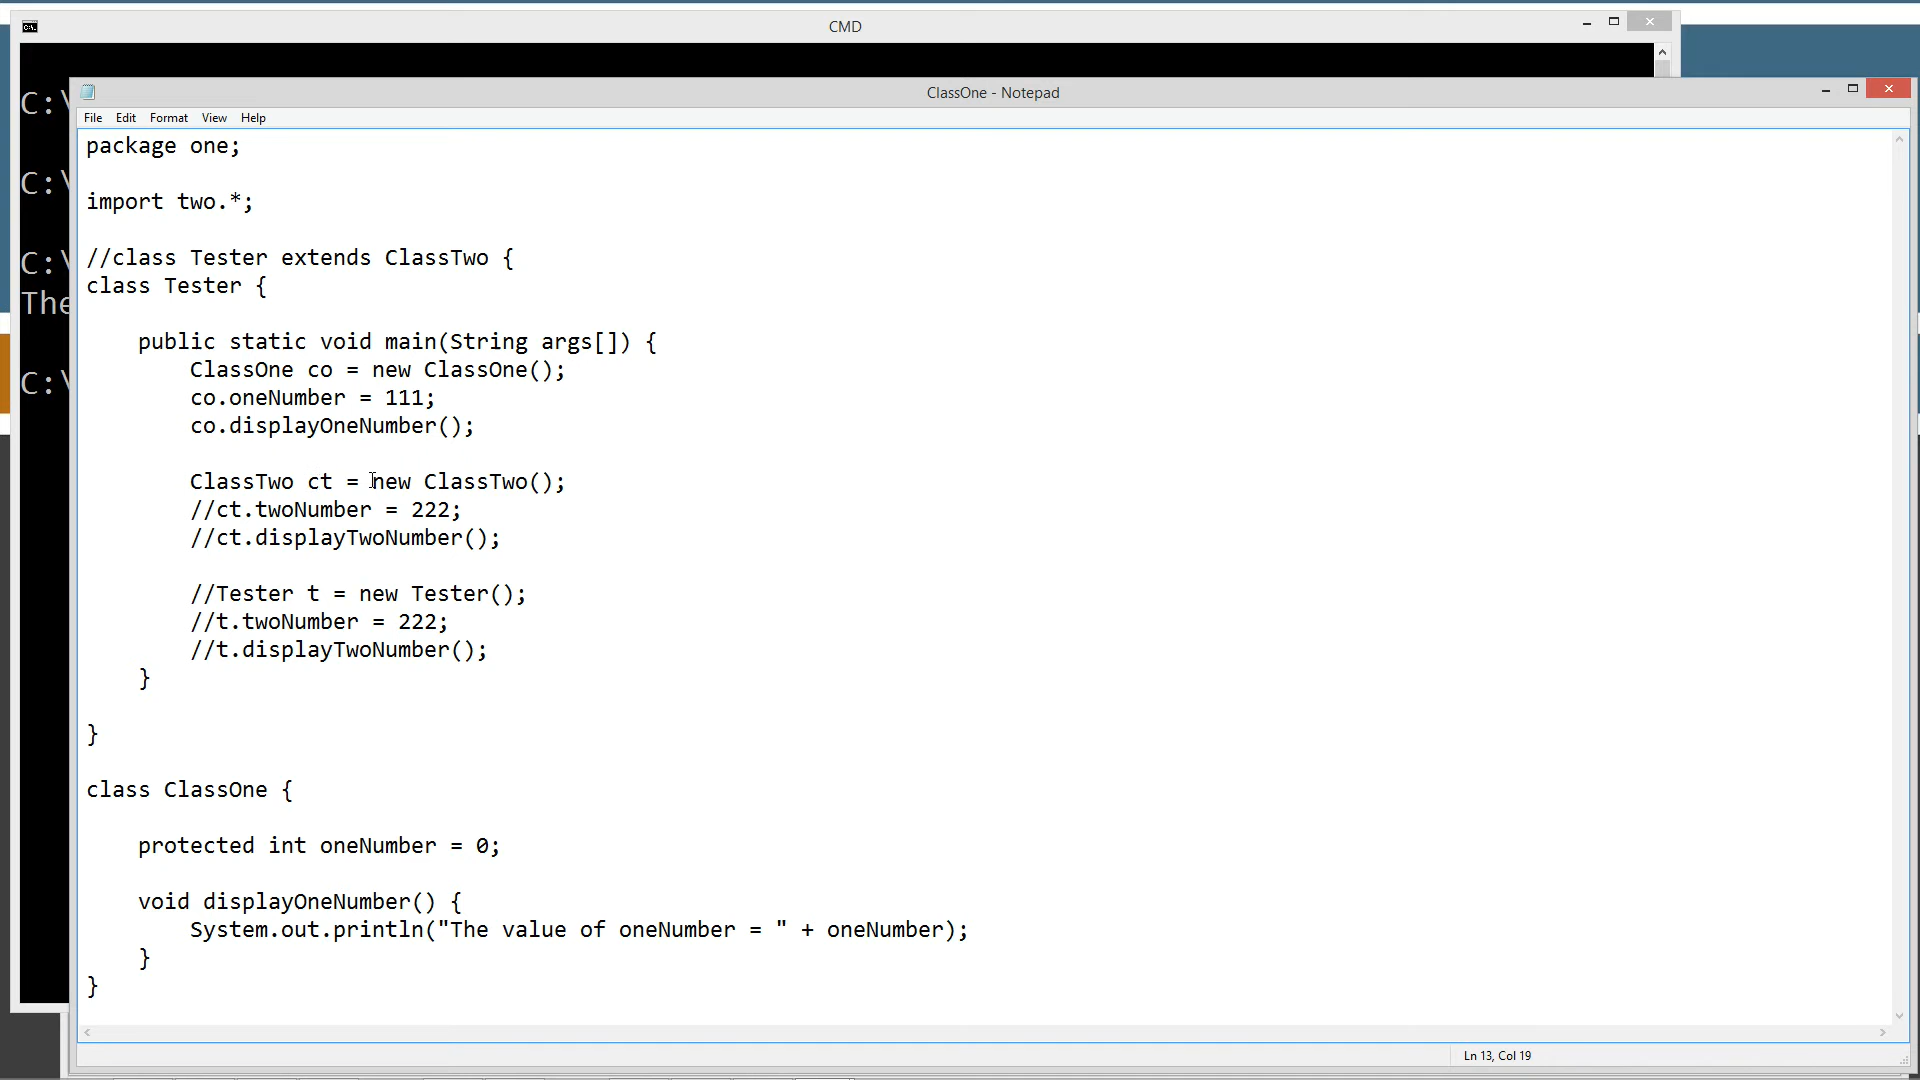 CMD
C:\
C:\
C:\
The
C:\
ClassOne - Notepad
File Edit Format View Help
package one;

import two.*;

//class Tester extends ClassTwo {
class Tester {

    public static void main(String args[]) {
        ClassOne co = new ClassOne();
        co.oneNumber = 111;
        co.displayOneNumber();

        ClassTwo ct = new ClassTwo();
        //ct.twoNumber = 222;
        //ct.displayTwoNumber();

        //Tester t = new Tester();
        //t.twoNumber = 222;
        //t.displayTwoNumber();
    }

}

class ClassOne {

    protected int oneNumber = 0;

    void displayOneNumber() {
        System.out.println("The value of oneNumber = " + oneNumber);
    }
}
Ln 13, Col 19